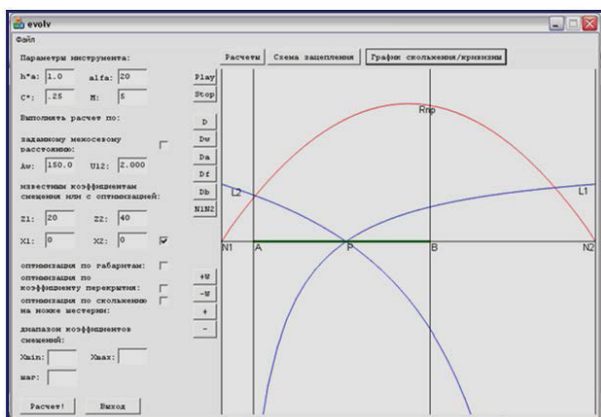 evolv
Файл
Параметры инструмента:
h*a: 1.0 alfa: 20
C*: .25 M: 5
Выполнять расчет по:
заданному межосевому
расстоянию:
Aw: 150.0 U12: 2.000
известным коэффициентам
смещения или с оптимизацией:
Z1: 20 Z2: 40
X1: 0 X2: 0
оптимизация по габаритам:
оптимизация по
коэффициенту перекрытия:
оптимизация по скольжению
на ножке шестерни:
диапазон коэффициентов
смещений:
Xmin: Xmax:
шаг:
Расчет! Выход
Play
Stop
D
Dw
Da
Df
Db
N1N2
+W
-W
+
-
Расчеты Схема зацепления График скольжения/кривизны
Rпр
L2 L1
N1 A P B N2